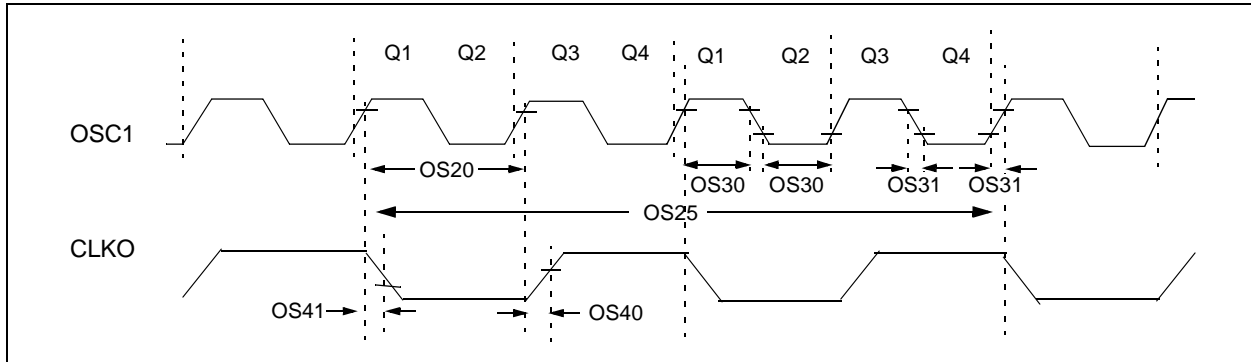 Q1 Q2 Q3 Q4 Q1 Q2 Q3 Q4
OSC1
OS20 OS30 OS30 OS31 OS31
OS25
CLKO
OS41 OS40